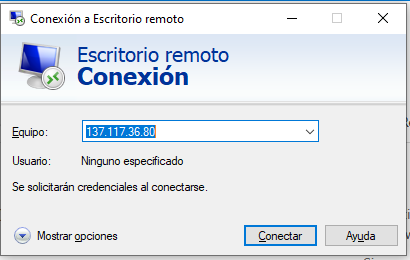 Conexión a Escritorio remoto
Escritorio remoto
Conexión
Equipo:
137.117.36.80
Usuario:
Ninguno especificado
Se solicitarán credenciales al conectarse.
Mostrar opciones
Conectar
Ayuda